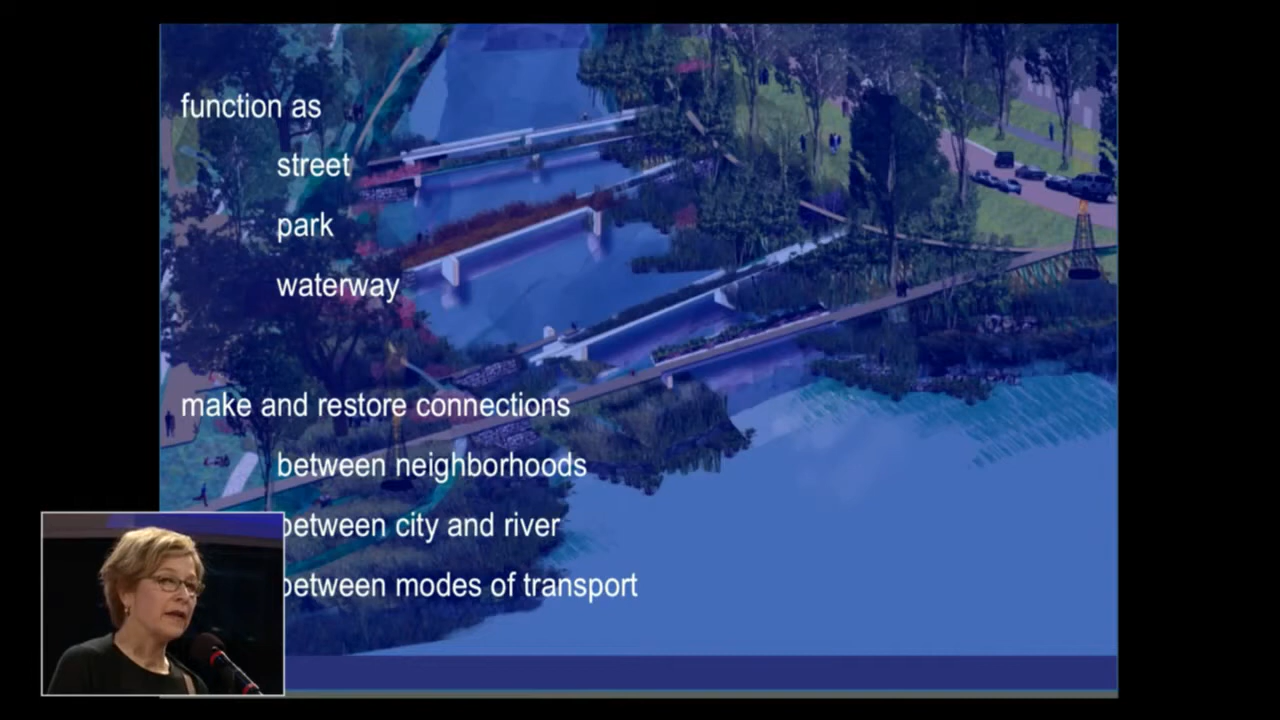 function as
street
park
waterway
make and restore connections
between neighborhoods
between city and river
between modes of transport